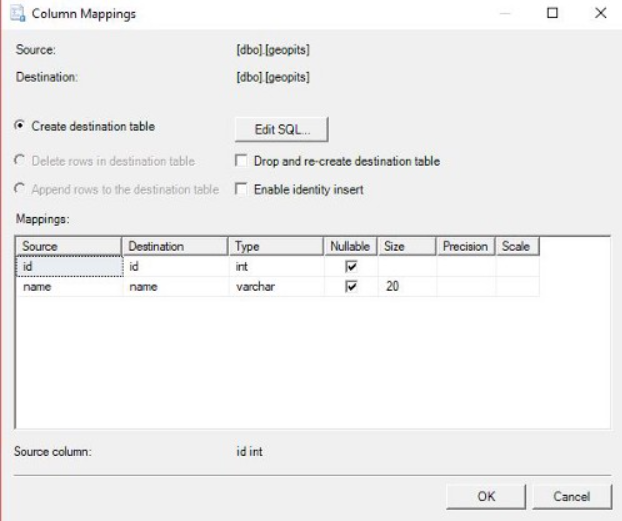 Column Mappings
Source: [dbo].[geopits]
Destination: [dbo].[geopits]
Create destination table Edit SQL...
Delete rows in destination table Drop and re-create destination table
Append rows to the destination table Enable identity insert
Mappings:
Source Destination Type Nullable Size Precision Scale
id id int
name name varchar 20
Source column: id int
OK Cancel